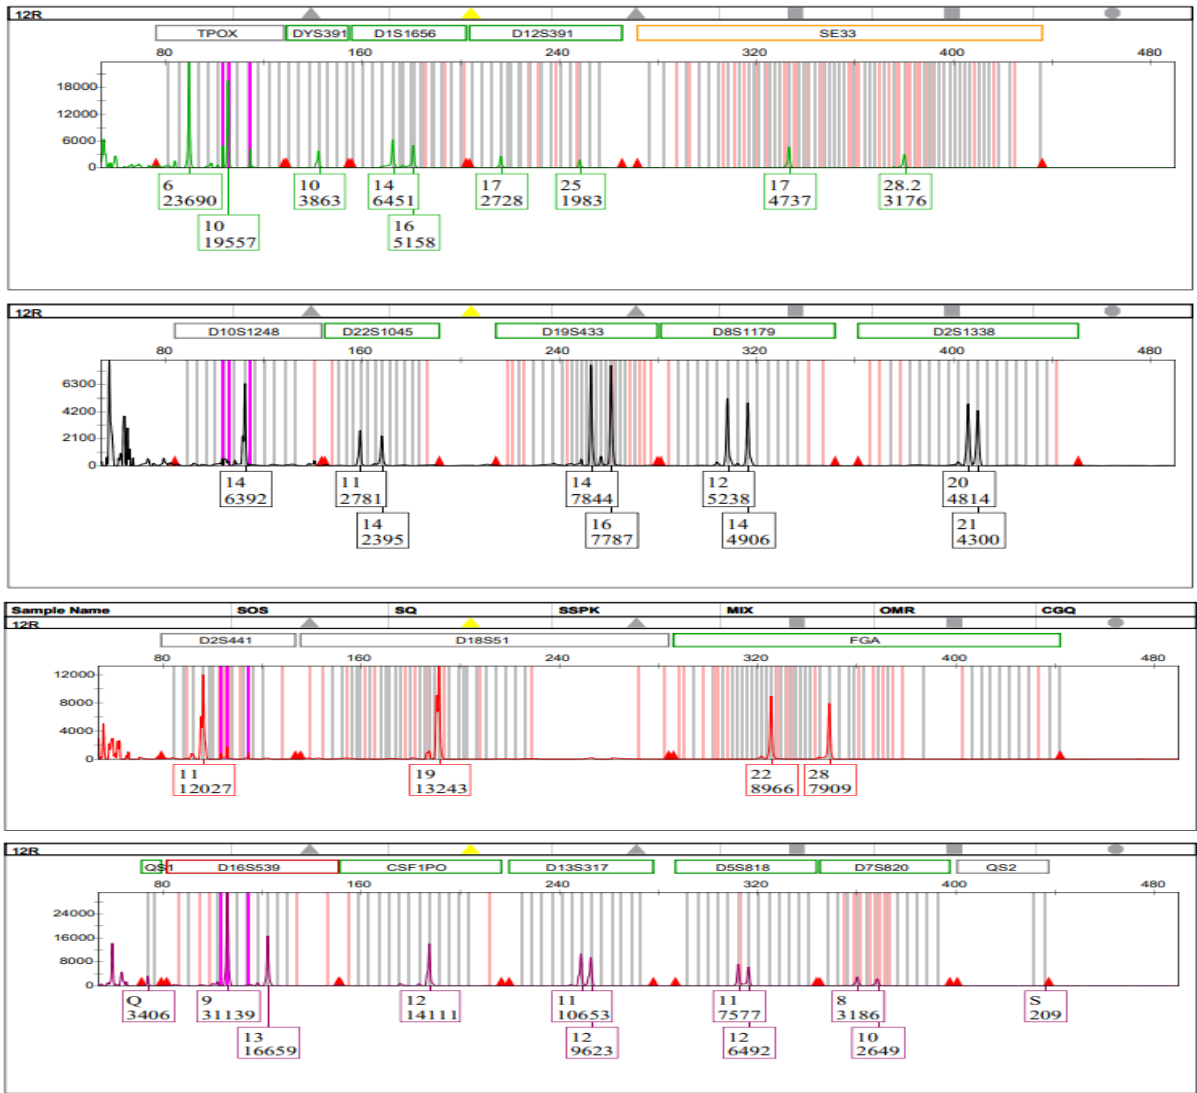 12R
TPOX DYS391 D1S1656 D12S391 SE33
80 160 240 320 400 480
18000
12000
6000
0
6 10 14 17 25 17 28.2
23690 3863 6451 2728 1983 4737 3176
10 16
19557 5158
12R
D10S1248 D22S1045 D19S433 D8S1179 D2S1338
80 160 240 320 400 480
6300
4200
2100
0
14 11 14 12 20
6392 2781 7844 5238 4814
14 16 14 21
2395 7787 4906 4300
Sample Name SOS SQ SSPK MIX OMR CGQ
12R
D2S441 D18S51 FGA
80 160 240 320 400 480
12000
8000
4000
0
11 19 22 28
12027 13243 8966 7909
12R
QS1 D16S539 CSF1PO D13S317 D5S818 D7S820 QS2
80 160 240 320 400 480
24000
16000
8000
0
Q 9 12 11 11 8 S
3406 31139 14111 10653 7577 3186 209
13 12 12 10
16659 9623 6492 2649